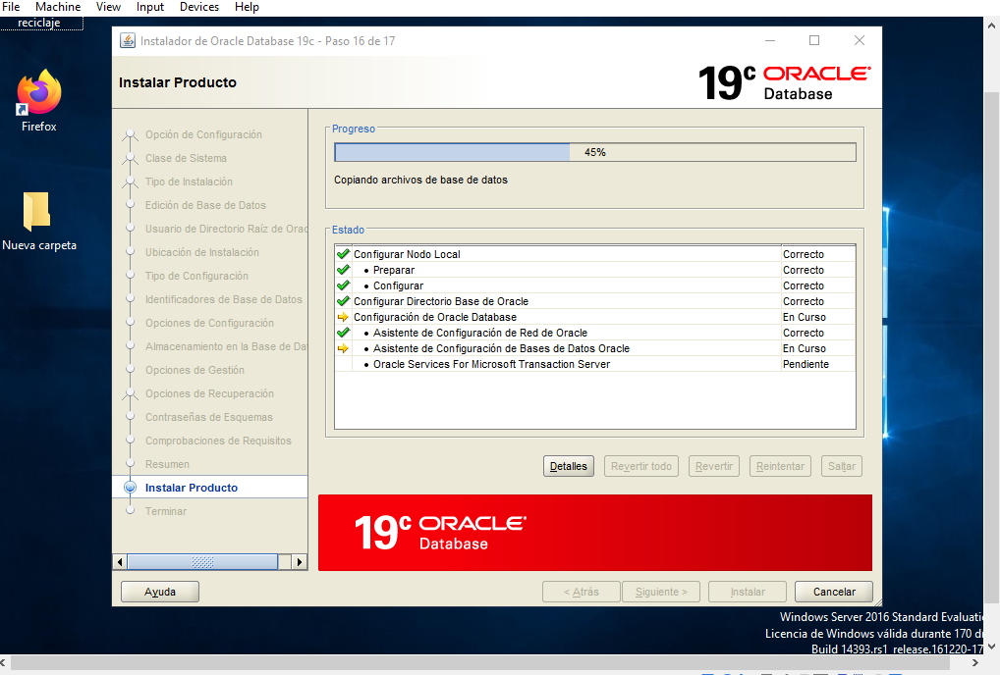 File Machine View Input Devices Help
reciclaje
Firefox
Nueva carpeta
Instalador de Oracle Database 19c - Paso 16 de 17
Instalar Producto
19c ORACLE
Database
Opción de Configuración
Clase de Sistema
Tipo de Instalación
Edición de Base de Datos
Usuario de Directorio Raíz de Orac
Ubicación de Instalación
Tipo de Configuración
Identificadores de Base de Datos
Opciones de Configuración
Almacenamiento en la Base de Dat
Opciones de Gestión
Opciones de Recuperación
Contraseñas de Esquemas
Comprobaciones de Requisitos
Resumen
Instalar Producto
Terminar
Progreso
45%
Copiando archivos de base de datos
Estado
Configurar Nodo Local Correcto
• Preparar Correcto
• Configurar Correcto
Configurar Directorio Base de Oracle Correcto
Configuración de Oracle Database En Curso
• Asistente de Configuración de Red de Oracle Correcto
• Asistente de Configuración de Bases de Datos Oracle En Curso
• Oracle Services For Microsoft Transaction Server Pendiente
Detalles Revertir todo Revertir Reintentar Saltar
19c ORACLE
Database
Ayuda < Atrás Siguiente > Instalar Cancelar
Windows Server 2016 Standard Evaluatio
Licencia de Windows válida durante 170 d
Build 14393.rs1_release.161220-17